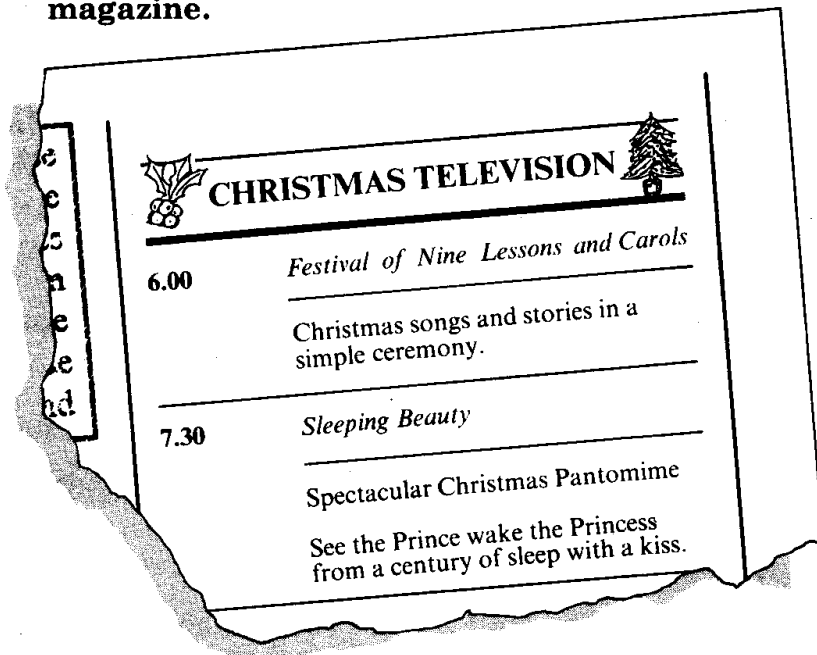 magazine.
CHRISTMAS TELEVISION
6.00 Festival of Nine Lessons and Carols
Christmas songs and stories in a
simple ceremony.
7.30 Sleeping Beauty
Spectacular Christmas Pantomime
See the Prince wake the Princess
from a century of sleep with a kiss.